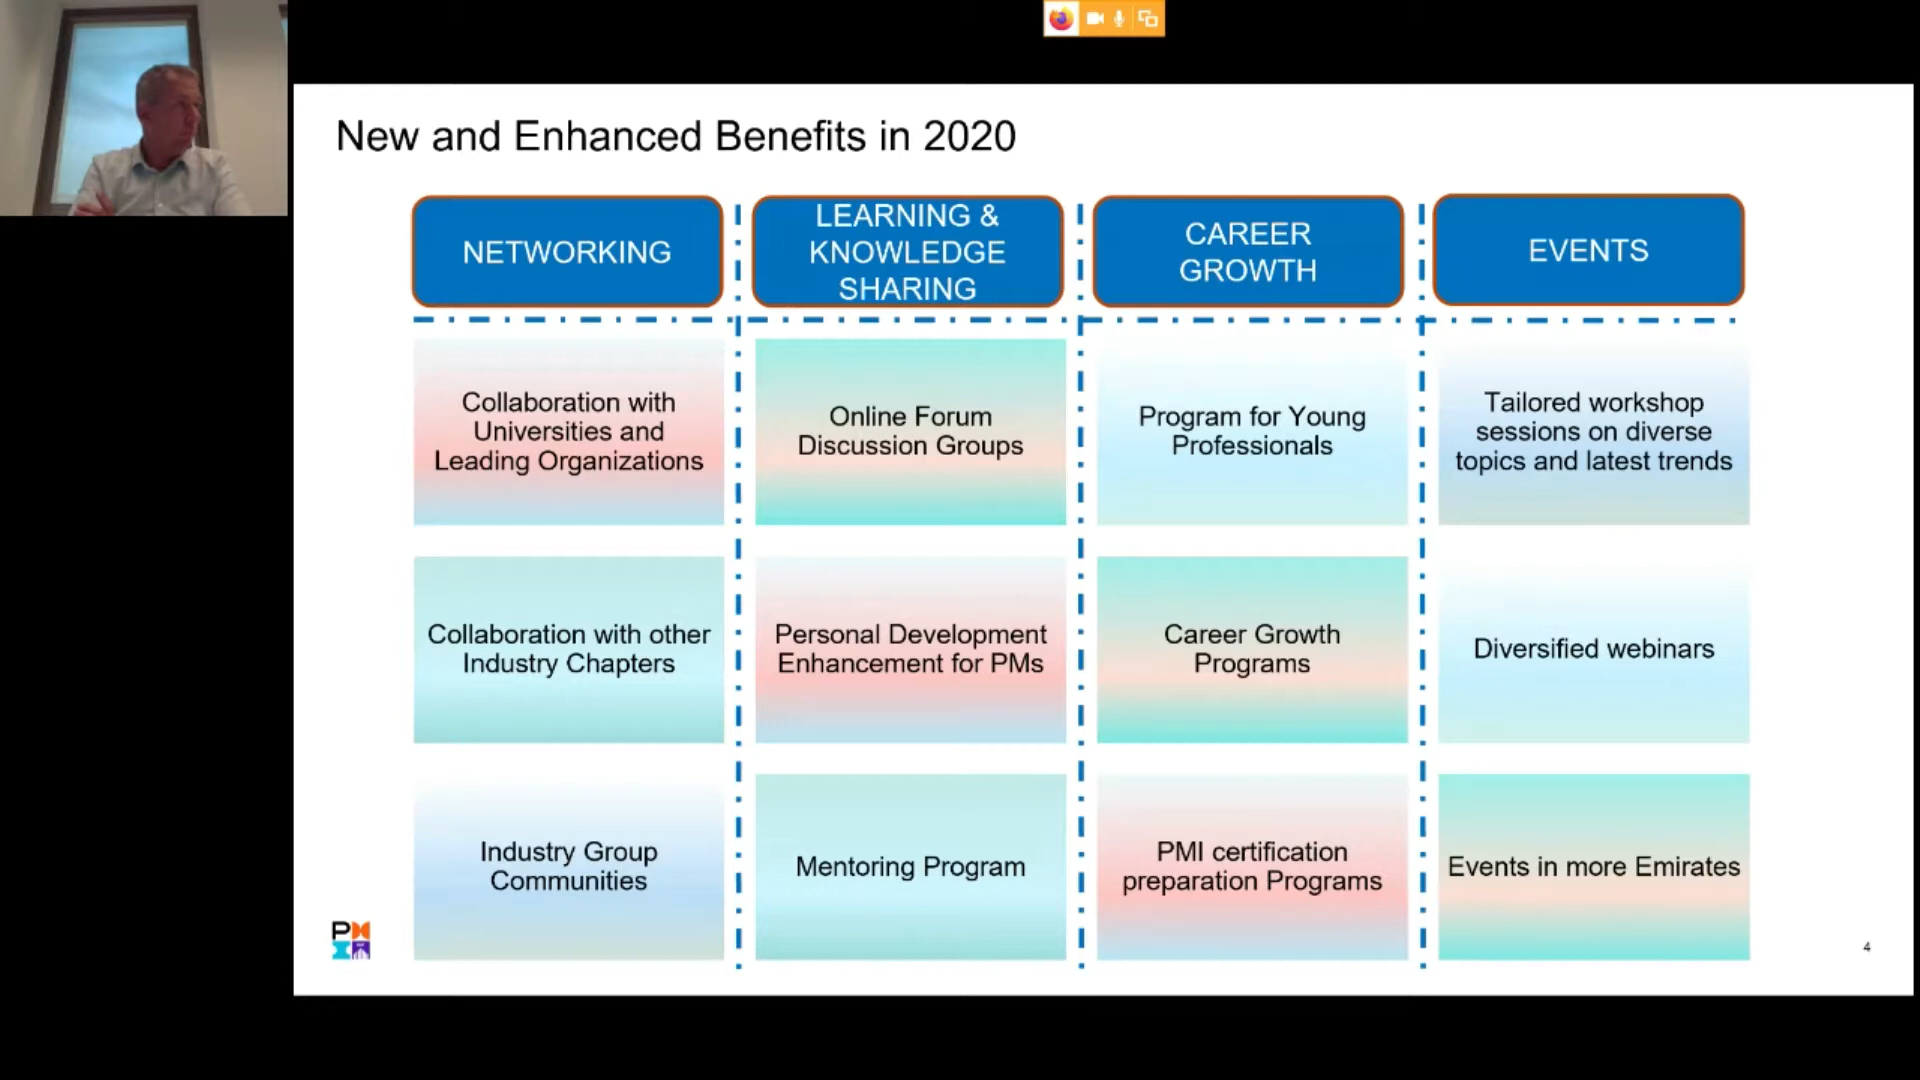 New and Enhanced Benefits in 2020
NETWORKING
LEARNING &
KNOWLEDGE
SHARING
CAREER
GROWTH
EVENTS
Collaboration with
Universities and
Leading Organizations
Online Forum
Discussion Groups
Program for Young
Professionals
Tailored workshop
sessions on diverse
topics and latest trends
Collaboration with other
Industry Chapters
Personal Development
Enhancement for PMs
Career Growth
Programs
Diversified webinars
Industry Group
Communities
Mentoring Program
PMI certification
preparation Programs
Events in more Emirates
4